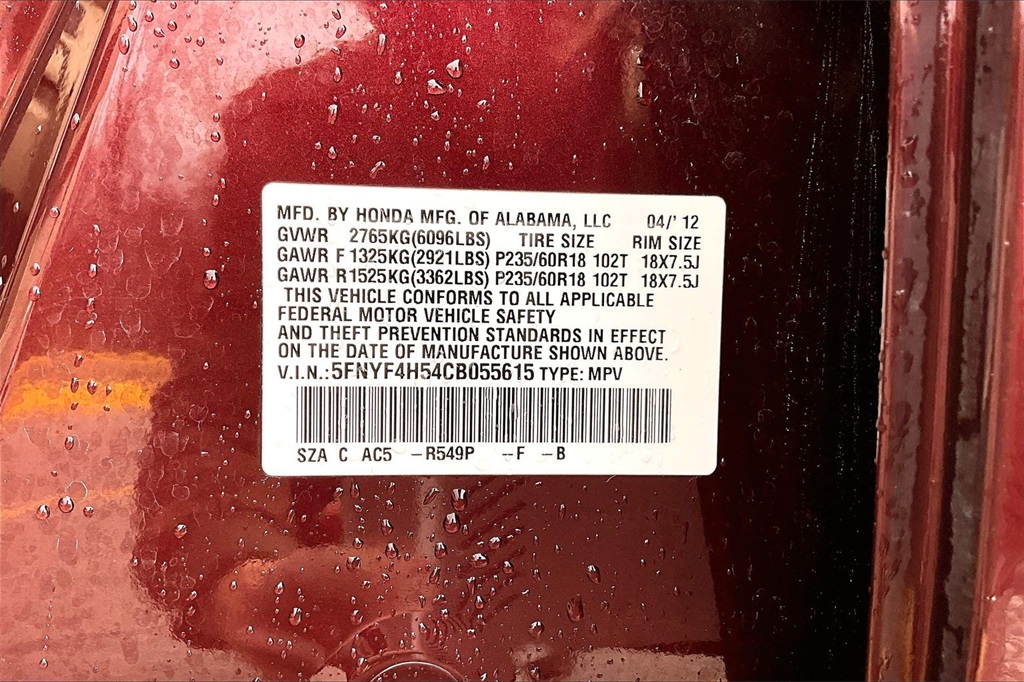 MFD. BY HONDA MFG. OF ALABAMA, LLC 04/' 12
GVWR 2765KG(6096LBS) TIRE SIZE RIM SIZE
GAWR F 1325KG(2921LBS) P235/60R18 102T 18X7.5J
GAWR R1525KG(3362LBS) P235/60R18 102T 18X7.5J
THIS VEHICLE CONFORMS TO ALL APPLICABLE
FEDERAL MOTOR VEHICLE SAFETY
AND THEFT PREVENTION STANDARDS IN EFFECT
ON THE DATE OF MANUFACTURE SHOWN ABOVE.
V.I.N.:5FNYF4H54CB055615 TYPE: MPV
SZA C AC5 –R549P –F –B